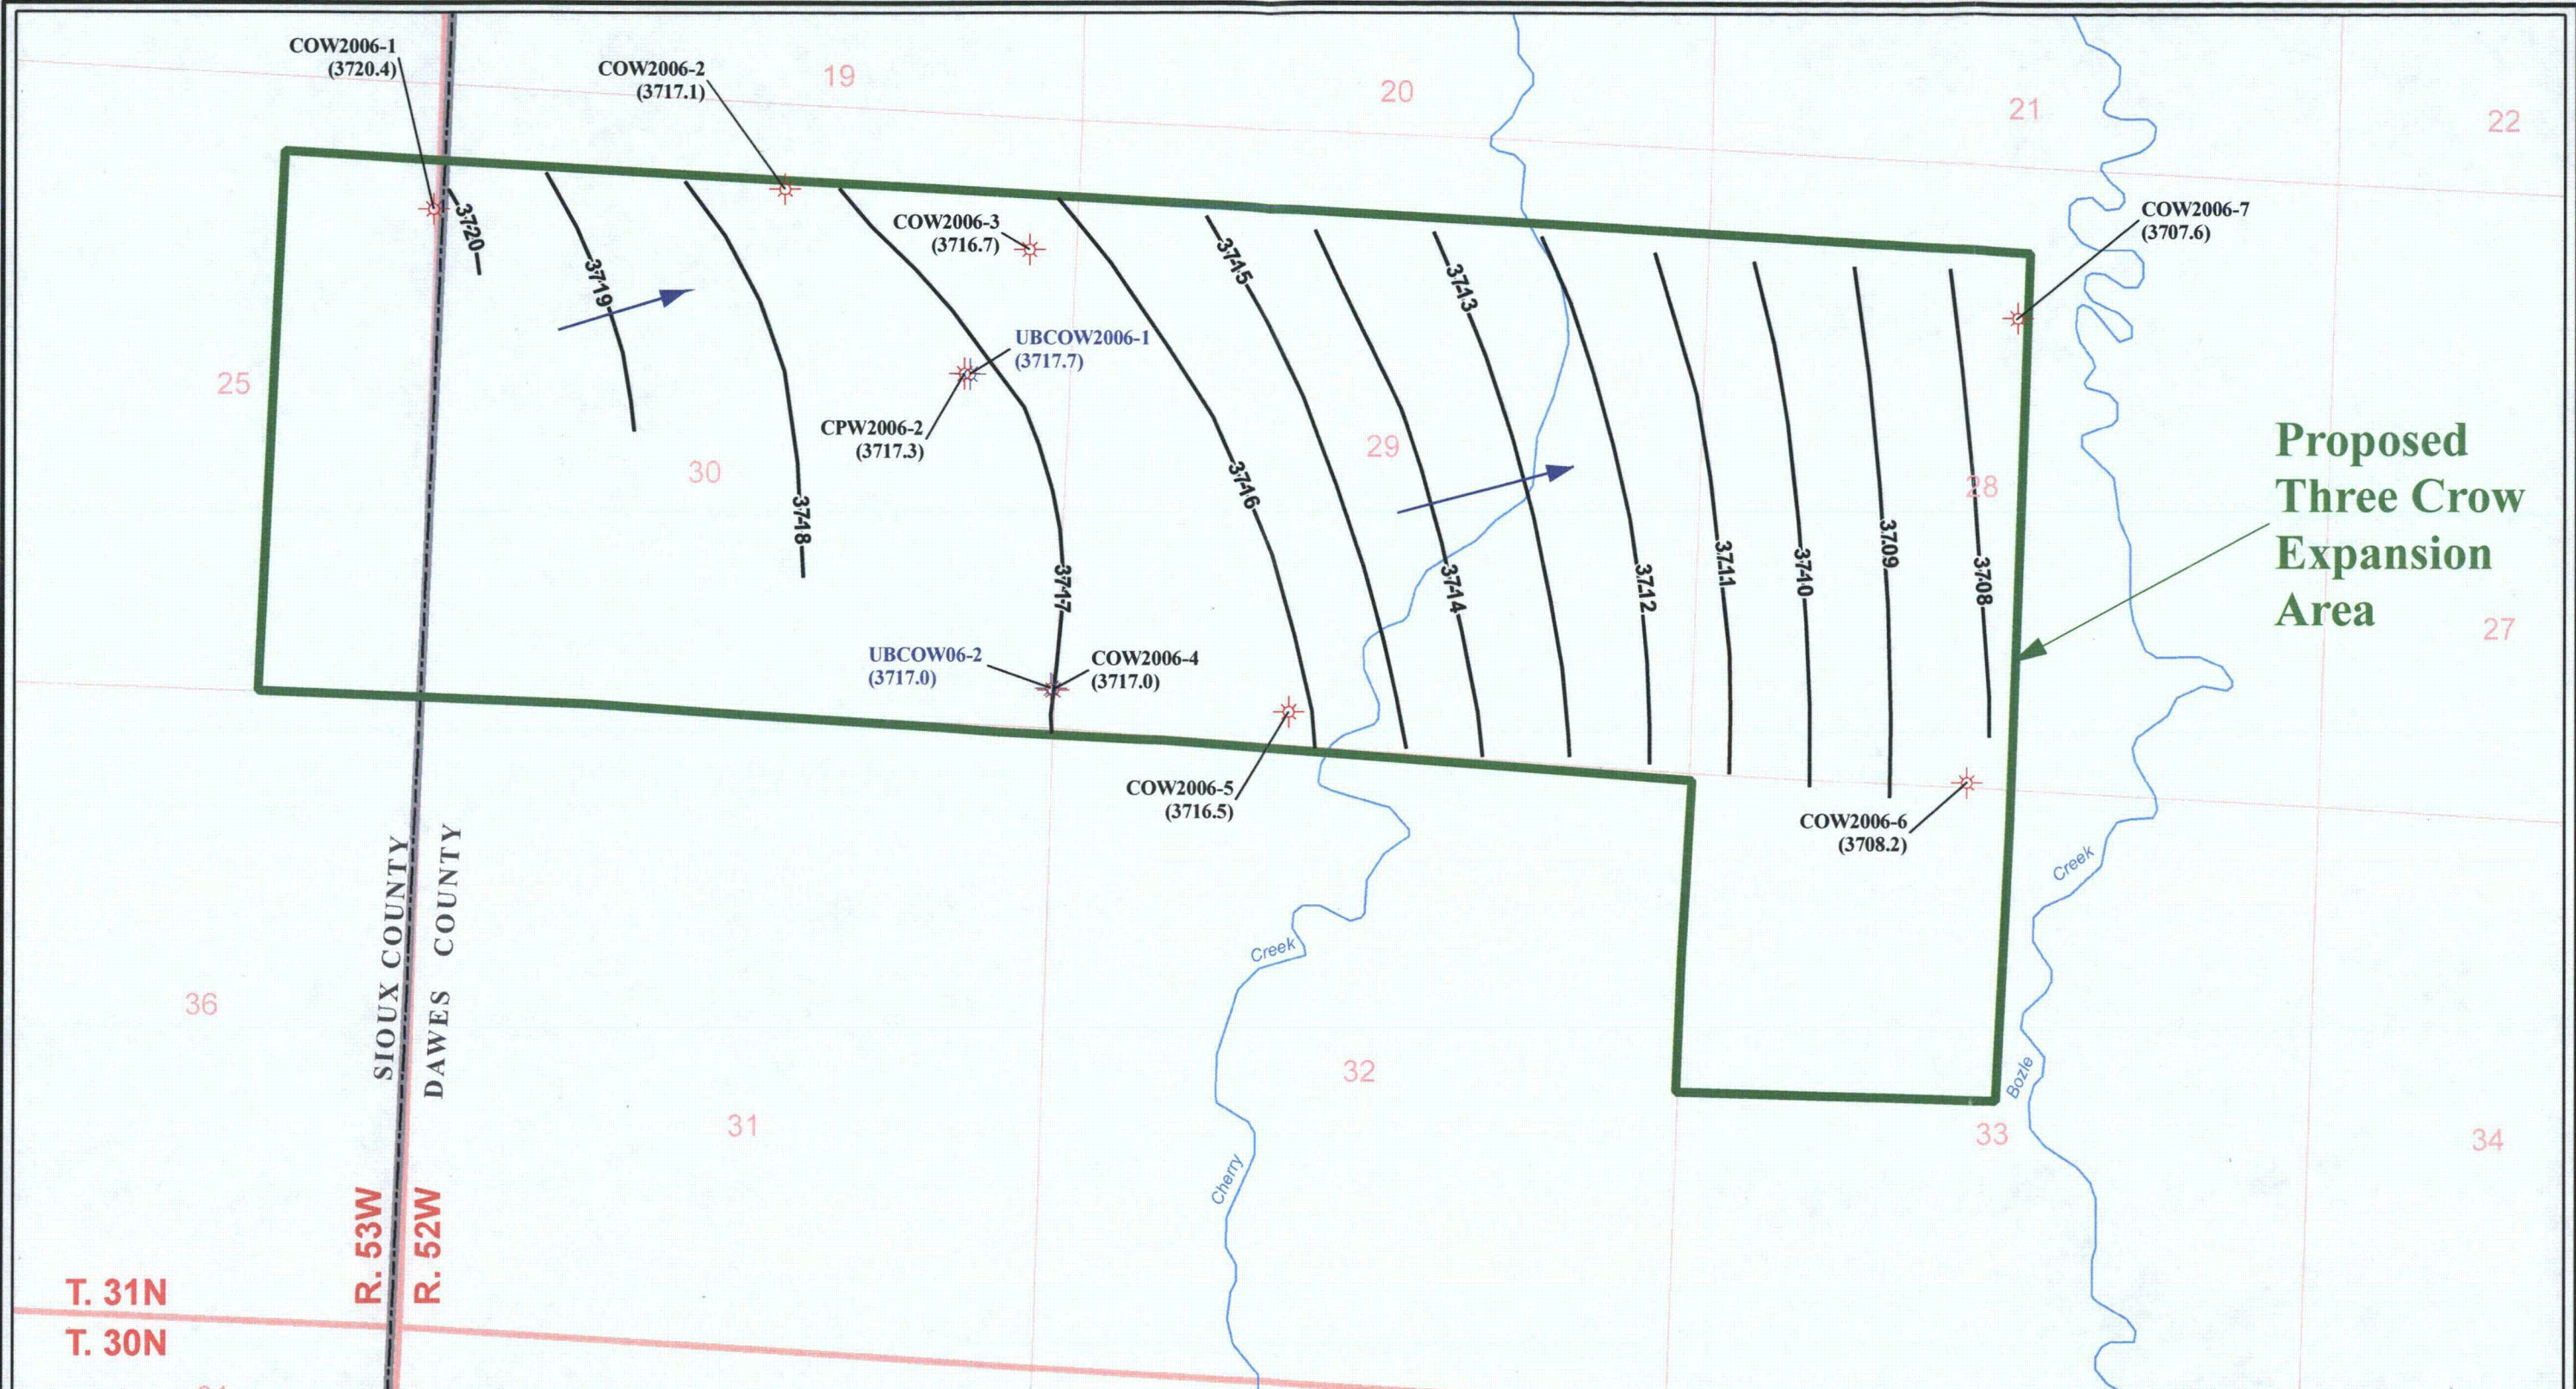 COW2006-1
(3720.4)
COW2006-2
(3717.1)
19
20
21
22
COW2006-3
(3716.7)
COW2006-7
(3707.6)
3720
3719
3715
3713
UBCOW2006-1
(3717.7)
25
CPW2006-2
(3717.3)
30
29
28
3716
3718
3717
3714
3712
3711
3710
3709
3708
Proposed
Three Crow
Expansion
Area
27
UBCOW06-2
(3717.0)
COW2006-4
(3717.0)
COW2006-5
(3716.5)
COW2006-6
(3708.2)
SIOUX COUNTY
DAWES COUNTY
Creek
Creek
36
32
31
Bozle
33
34
Cherry
R. 53W
R. 52W
T. 31N
T. 30N